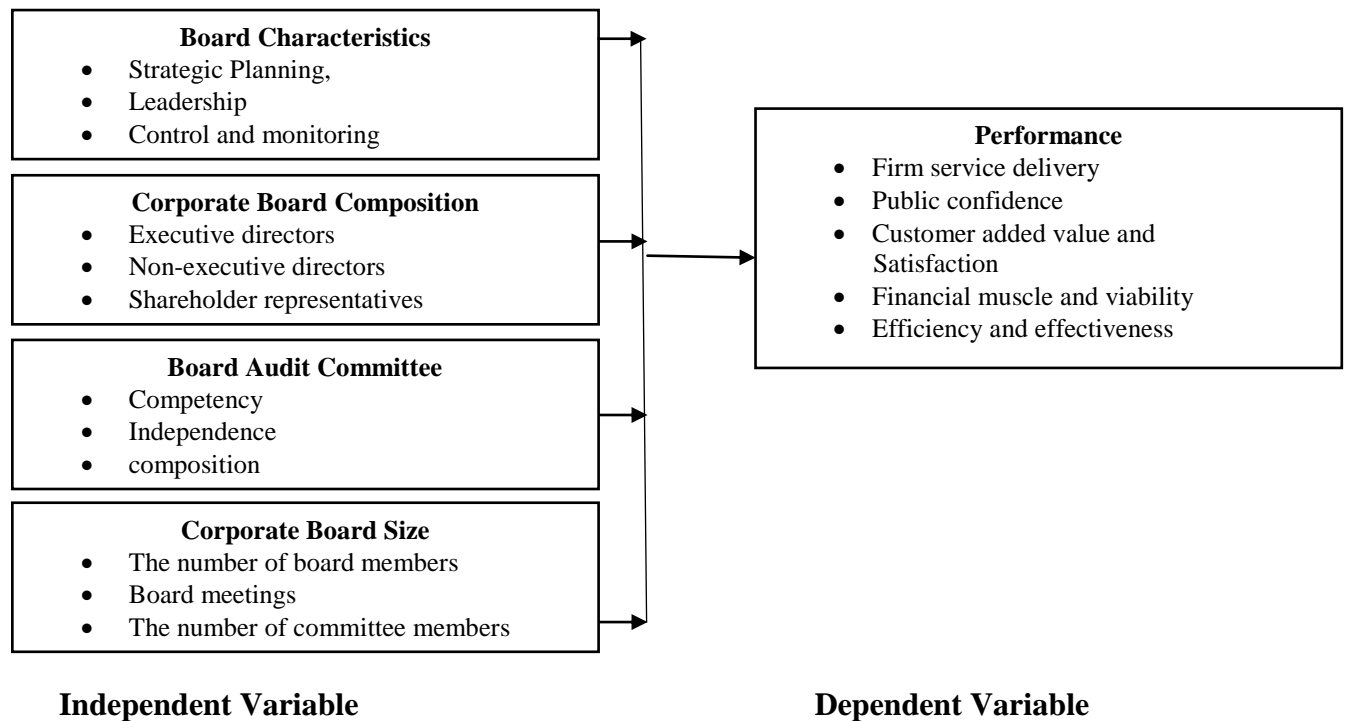 Board Characteristics
• Strategic Planning,
• Leadership
• Control and monitoring
Corporate Board Composition
• Executive directors
• Non-executive directors
• Shareholder representatives
Board Audit Committee
• Competency
• Independence
• composition
Corporate Board Size
• The number of board members
• Board meetings
• The number of committee members
Performance
• Firm service delivery
• Public confidence
• Customer added value and
Satisfaction
• Financial muscle and viability
• Efficiency and effectiveness
Independent Variable
Dependent Variable